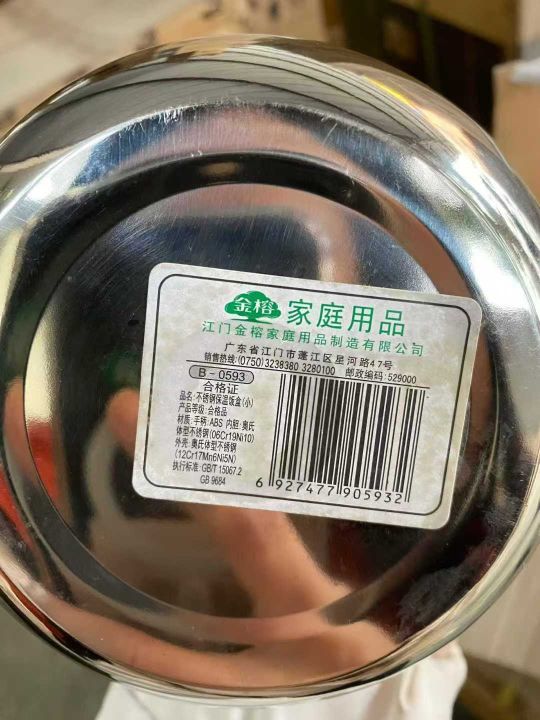 金榕 家庭用品
江门金榕家庭用品制造有限公司
广东省江门市蓬江区星河路47号
销售热线:(0750)3238380 3280100 邮政编码:529000
B-0593
合格证
品名:不锈钢保温饭盒(小)
产品等级:合格品
材质:手柄:ABS 内胆:奥氏
体型不锈钢(06Cr19Ni10)
外壳:奥氏体型不锈钢
(12Cr17Mn6Ni5N)
执行标准:GB/T 15067.2
GB 9684
6 927477 905932